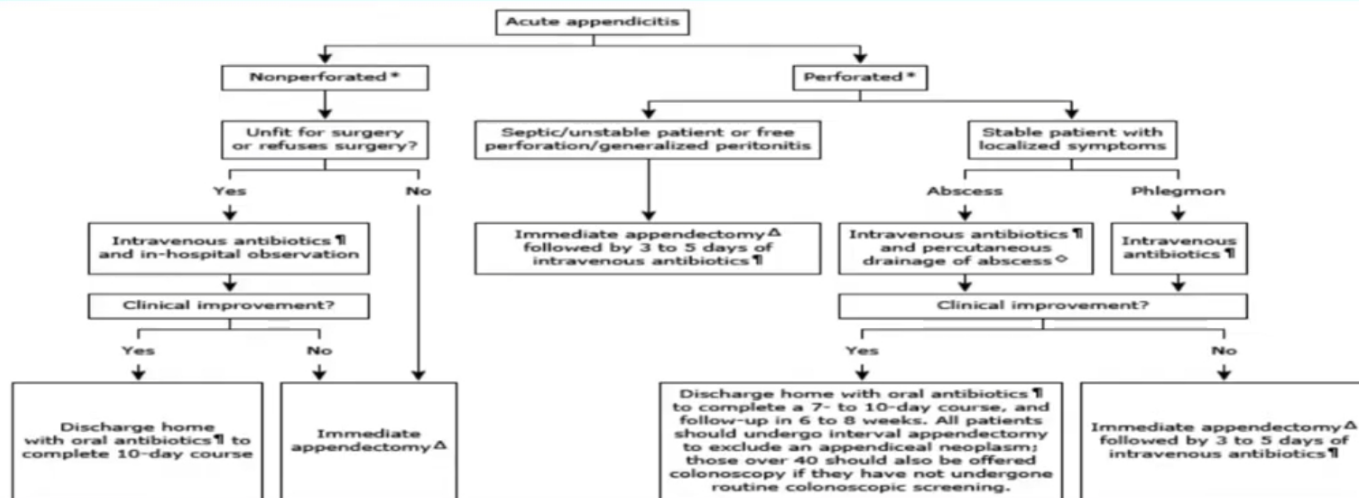 Acute appendicitis
Nonperforated*
Perforated*
Unfit for surgery
or refuses surgery?
Septic/unstable patient or free
perforation/generalized peritonitis
Stable patient with
localized symptoms
Yes
No
Abscess
Phlegmon
Intravenous antibiotics¶
and in-hospital observation
Immediate appendectomyΔ
followed by 3 to 5 days of
intravenous antibiotics¶
Intravenous antibiotics¶
and percutaneous
drainage of abscess◇
Intravenous
antibiotics¶
Clinical improvement?
Clinical improvement?
Yes
No
Yes
No
Discharge home
with oral antibiotics¶ to
complete 10-day course
Immediate
appendectomyΔ
Discharge home with oral antibiotics¶
to complete a 7- to 10-day course, and
follow-up in 6 to 8 weeks. All patients
should undergo interval appendectomy
to exclude an appendiceal neoplasm;
those over 40 should also be offered
colonoscopy if they have not undergone
routine colonoscopic screening.
Immediate appendectomyΔ
followed by 3 to 5 days of
intravenous antibiotics¶